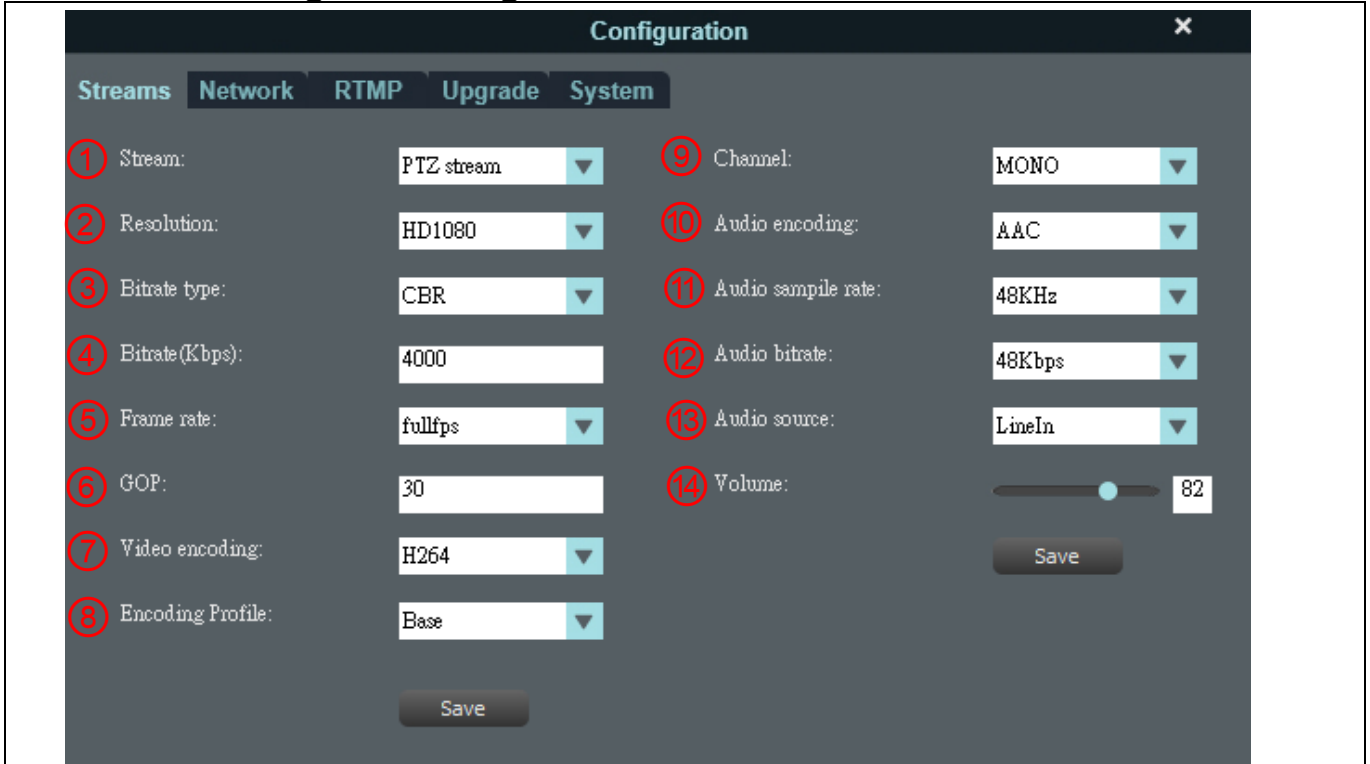 Configuration ×
Streams Network RTMP Upgrade System
① Stream: PTZ stream
② Resolution: HD1080
③ Bitrate type: CBR
④ Bitrate(Kbps): 4000
⑤ Frame rate: fullfps
⑥ GOP: 30
⑦ Video encoding: H264
⑧ Encoding Profile: Base
Save
⑨ Channel: MONO
⑩ Audio encoding: AAC
⑪ Audio sampile rate: 48KHz
⑫ Audio bitrate: 48Kbps
⑬ Audio source: LineIn
⑭ Volume: 82
Save